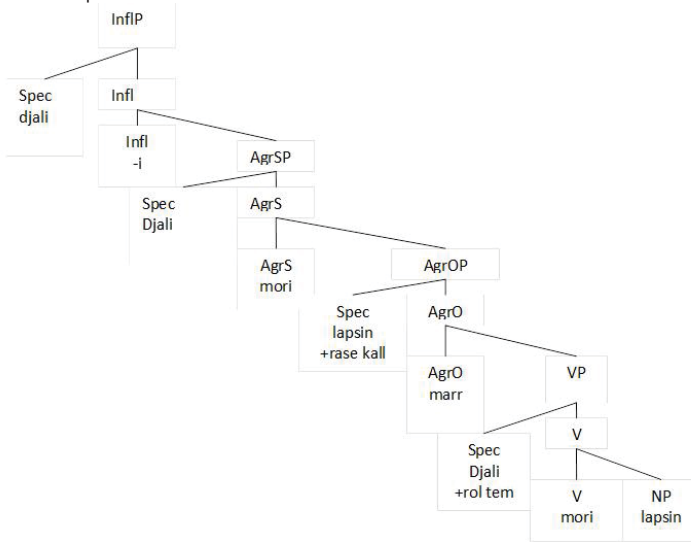 InflP
Spec
djali
Infl
Infl
-i
AgrSP
Spec
Djali
AgrS
AgrS
mori
AgrOP
Spec
lapsin
+rase kall
AgrO
AgrO
marr
VP
Spec
Djali
+rol tem
V
V
mori
NP
lapsin